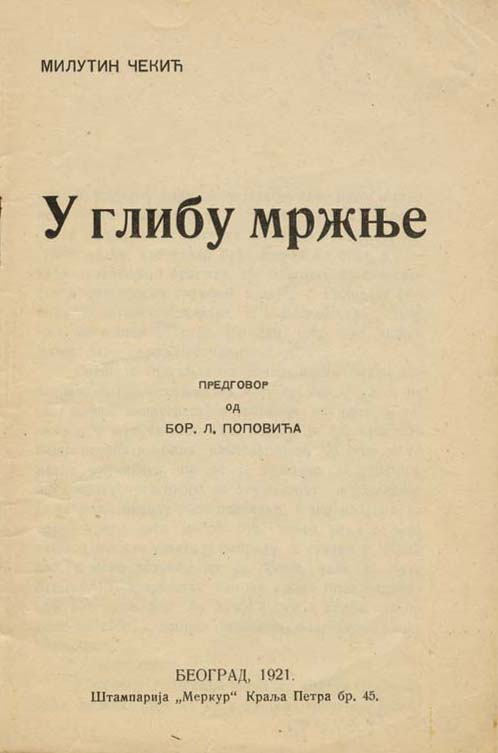 МИЛУТИН ЧЕКИЋ
У глибу мржње
ПРЕДГОВОР
ОД
БОР. Л. ПОПОВИЋА
БЕОГРАД, 1921.
Штампарија „Меркур“ Краља Петра бр. 45.